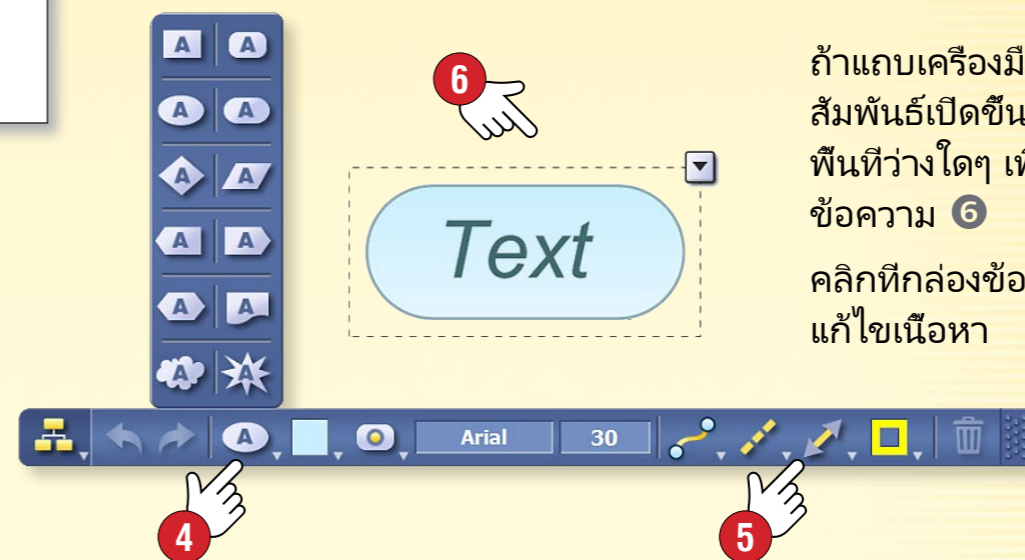 A A
A A
A A
A A
A A
A A
6
Text
ถ้าแถบเครื่องมื
สัมพันธ์เปิดขึ้น
พื้นที่ว่างใดๆ เพื่
ข้อความ ❻
คลิกที่กล่องข้อ
แก้ไขเนื้อหา
A Arial 30
4 5